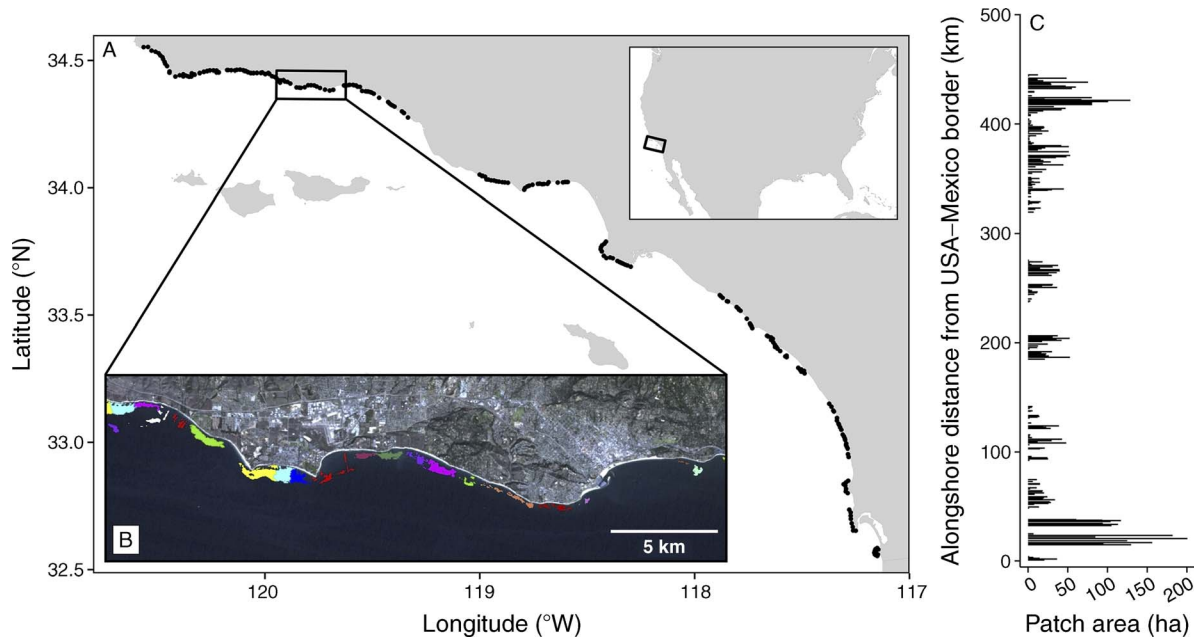 A
34.5
34.0
33.5
33.0
32.5
Latitude (°N)
120
119
118
117
Longitude (°W)
B
5 km
C
500
400
300
200
100
0
Alongshore distance from USA–Mexico border (km)
0
50
100
150
200
Patch area (ha)